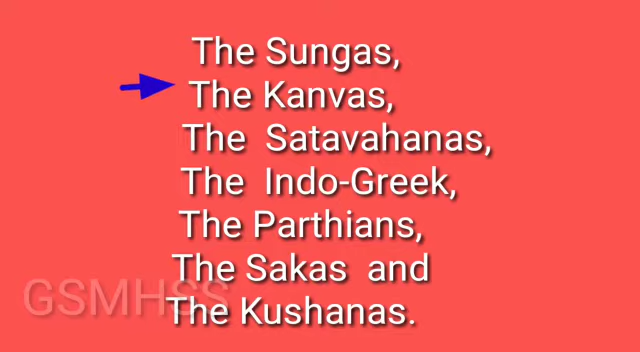 The Sungas,
The Kanvas,
The Satavahanas,
The Indo-Greek,
The Parthians,
The Sakas and
GSMHSS
The Kushanas.